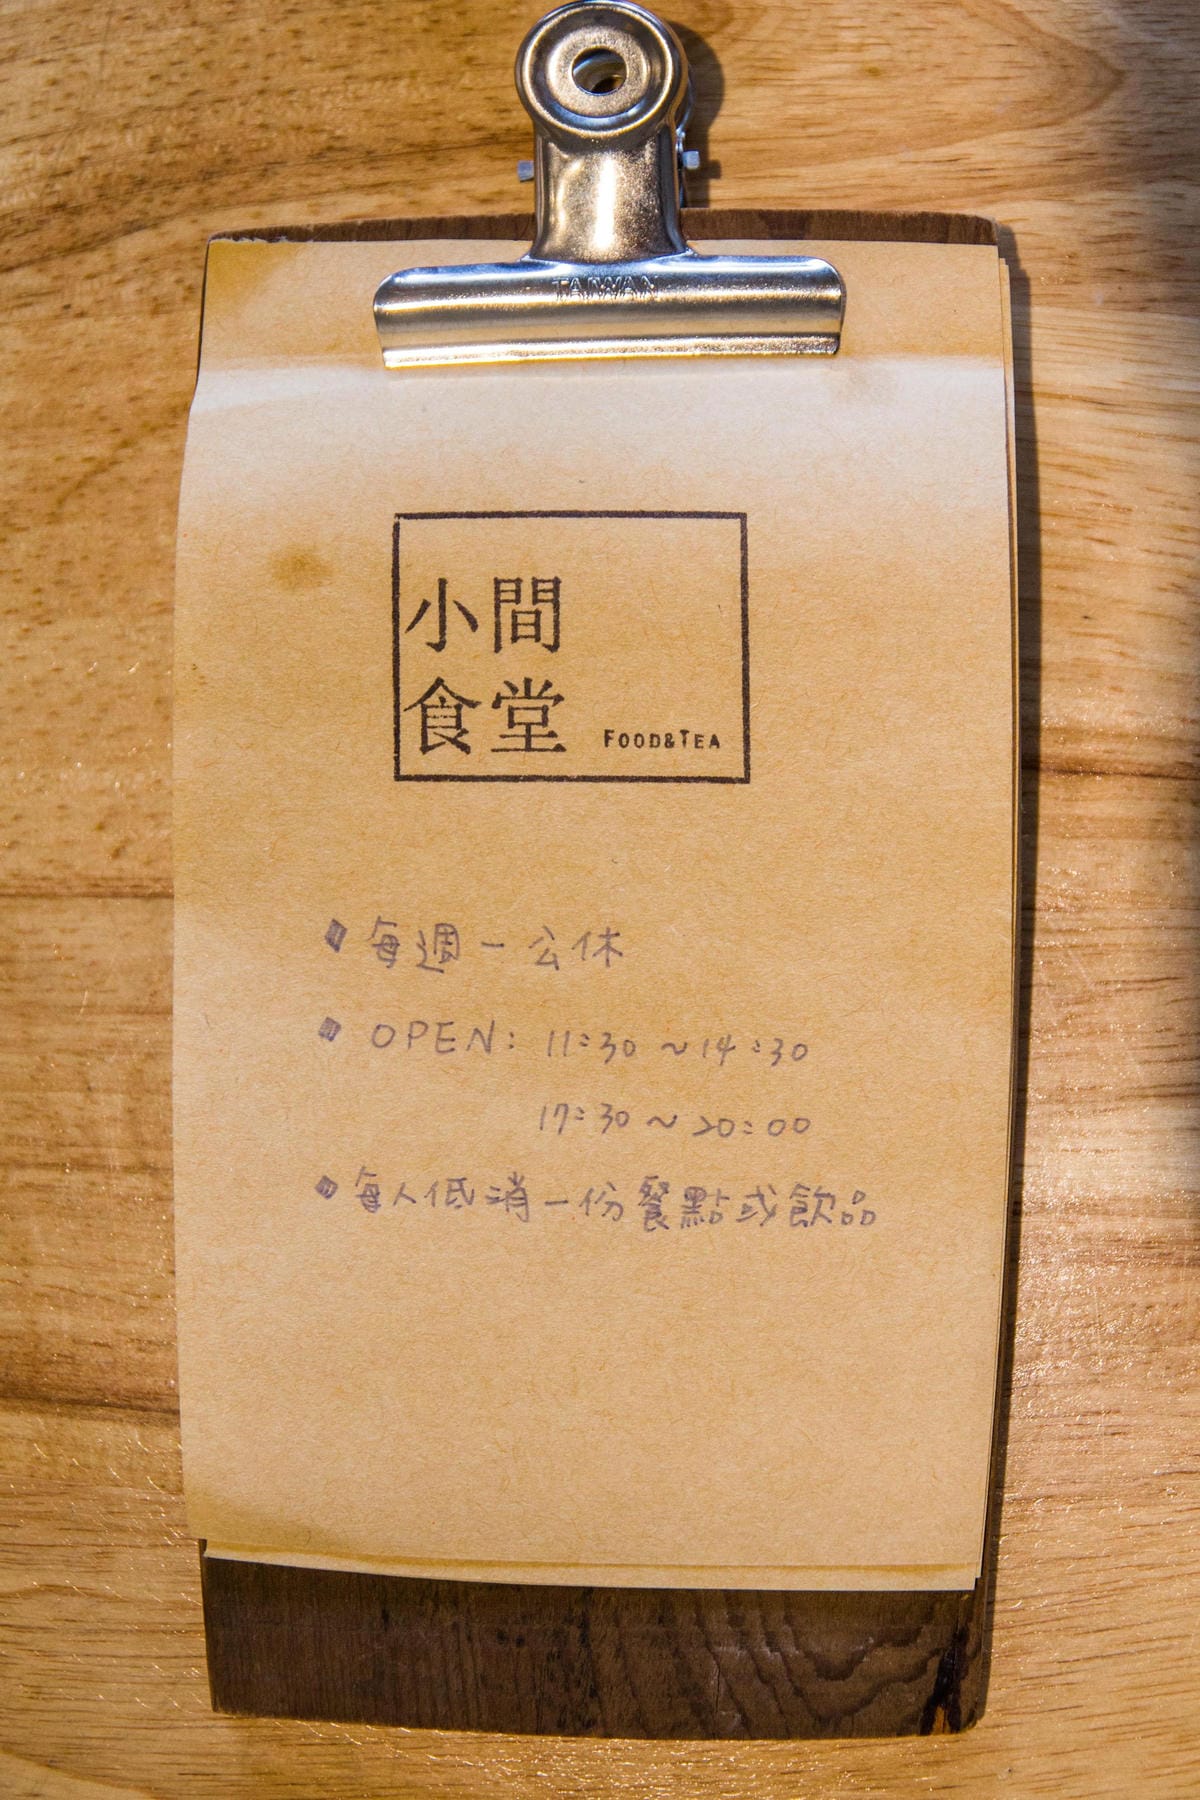 TAIWAN
小間
食堂 FOOD&TEA
每週一公休
OPEN: 11:30 ~ 14:30
17:30 ~ 20:00
每人低消一份餐點或飲品